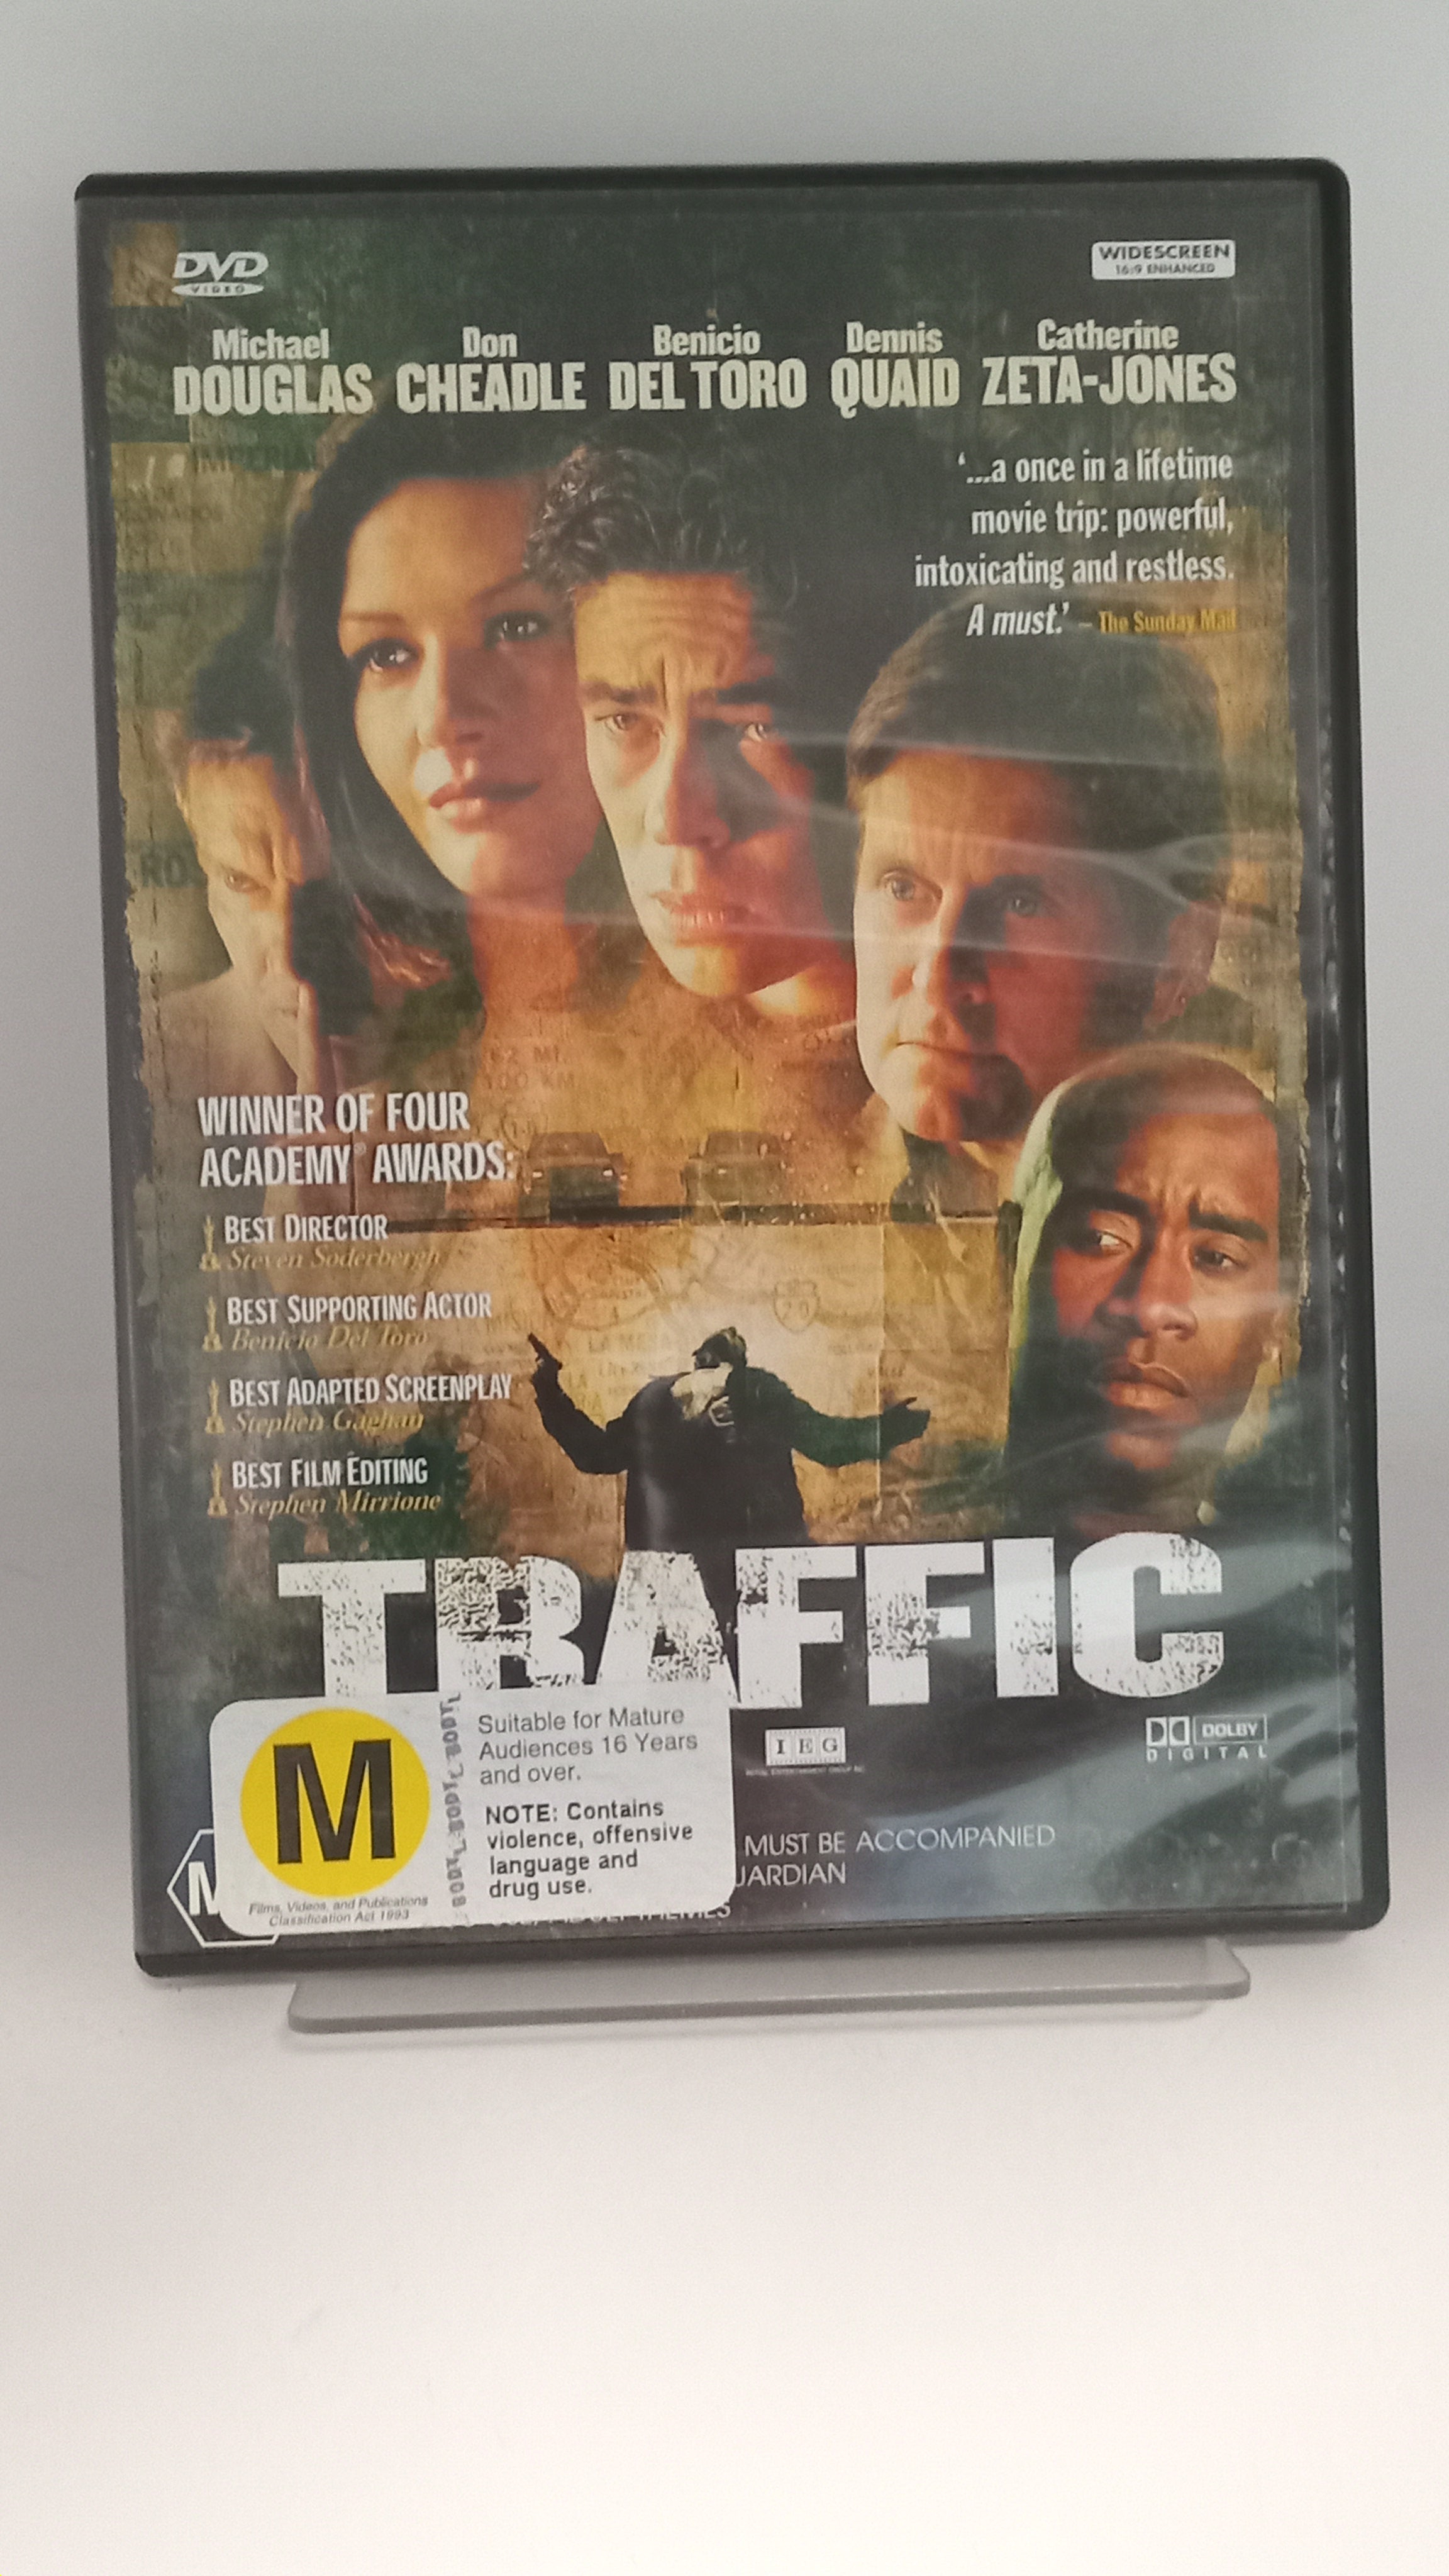 DVD
VIDEO
WIDESCREEN
16:9 ENHANCED
Michael DOUGLAS
Don CHEADLE
Benicio DEL TORO
Dennis QUAID
Catherine ZETA-JONES
'...a once in a lifetime
movie trip: powerful,
intoxicating and restless.
A must.' – The Sunday Mail
WINNER OF FOUR
ACADEMY® AWARDS:
BEST DIRECTOR
Steven Soderbergh
BEST SUPPORTING ACTOR
Benicio Del Toro
BEST ADAPTED SCREENPLAY
Stephen Gaghan
BEST FILM EDITING
Stephen Mirrione
TRAFFIC
M
Films, Videos, and Publications
Classification Act 1993
Suitable for Mature
Audiences 16 Years
and over.
NOTE: Contains
violence, offensive
language and
drug use.
IEG
DOLBY
DIGITAL
MUST BE ACCOMPANIED